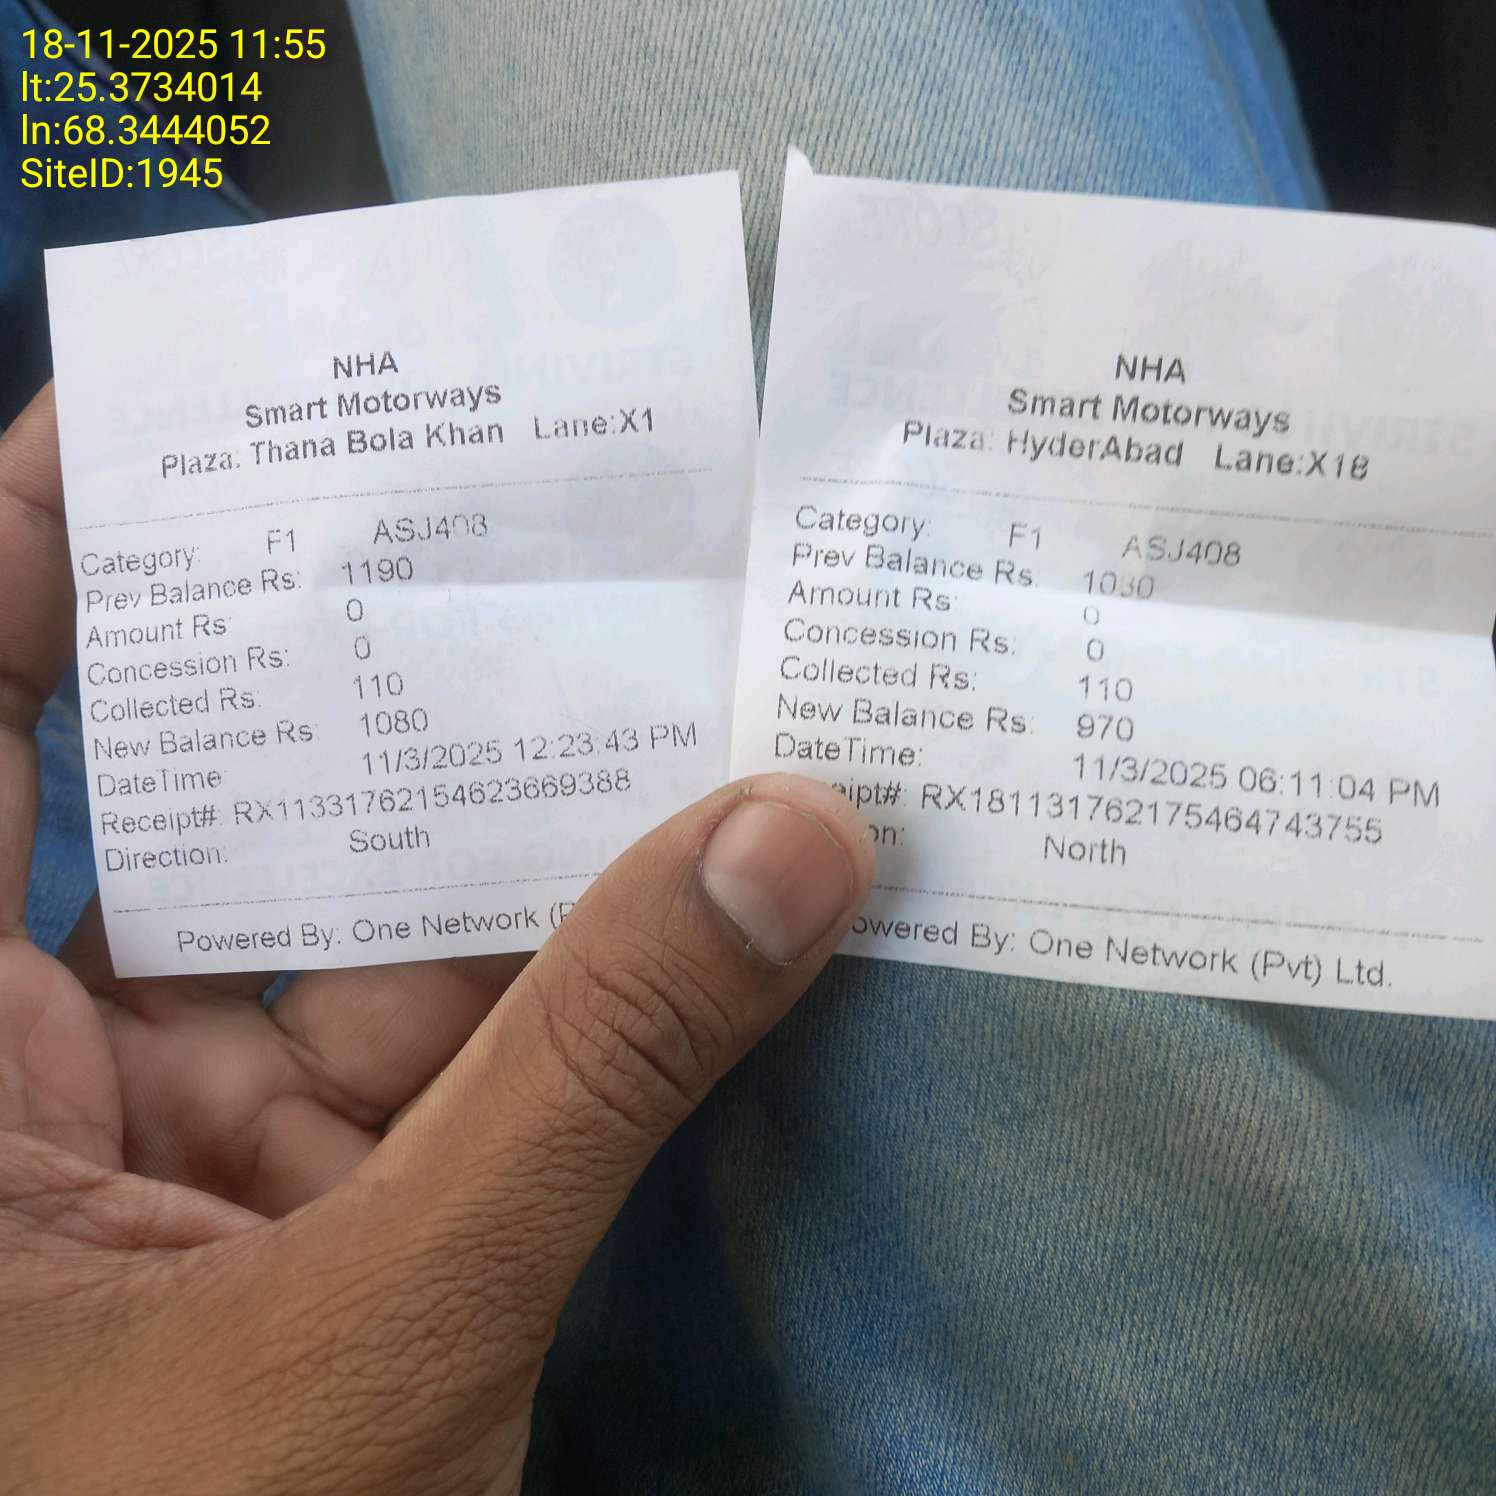 18-11-2025 11:55
lt:25.3734014
ln:68.3444052
SiteID:1945
NHA
Smart Motorways
Plaza: Thana Bola Khan Lane:X1
Category: F1 ASJ408
Prev Balance Rs: 1190
Amount Rs: 0
Concession Rs: 0
Collected Rs: 110
New Balance Rs: 1080
DateTime: 11/3/2025 12:23:43 PM
Receipt#: RX113317621546236​69388
Direction: South
Powered By: One Network (P
NHA
Smart Motorways
Plaza: HyderAbad Lane:X18
Category: F1 ASJ408
Prev Balance Rs: 1080
Amount Rs: 0
Concession Rs: 0
Collected Rs: 110
New Balance Rs: 970
DateTime: 11/3/2025 06:11:04 PM
eipt#: RX181131762175464743755
on: North
owered By: One Network (Pvt) Ltd.